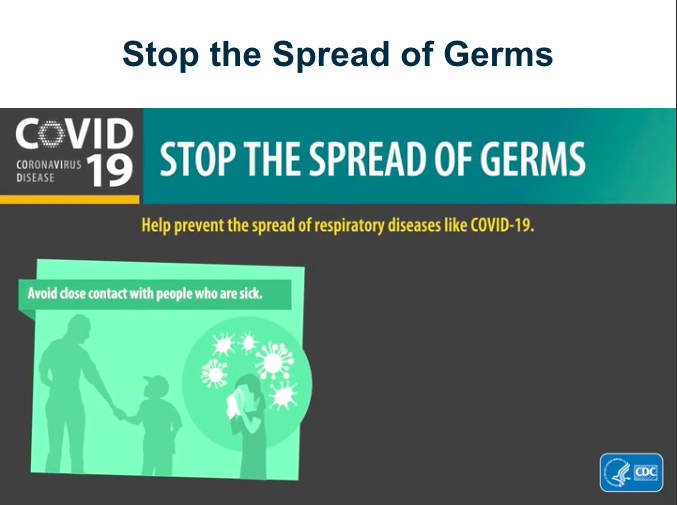 Stop the Spread of Germs
COVID
CORONAVIRUS
DISEASE
19
STOP THE SPREAD OF GERMS
Help prevent the spread of respiratory diseases like COVID-19.
Avoid close contact with people who are sick.
CDC